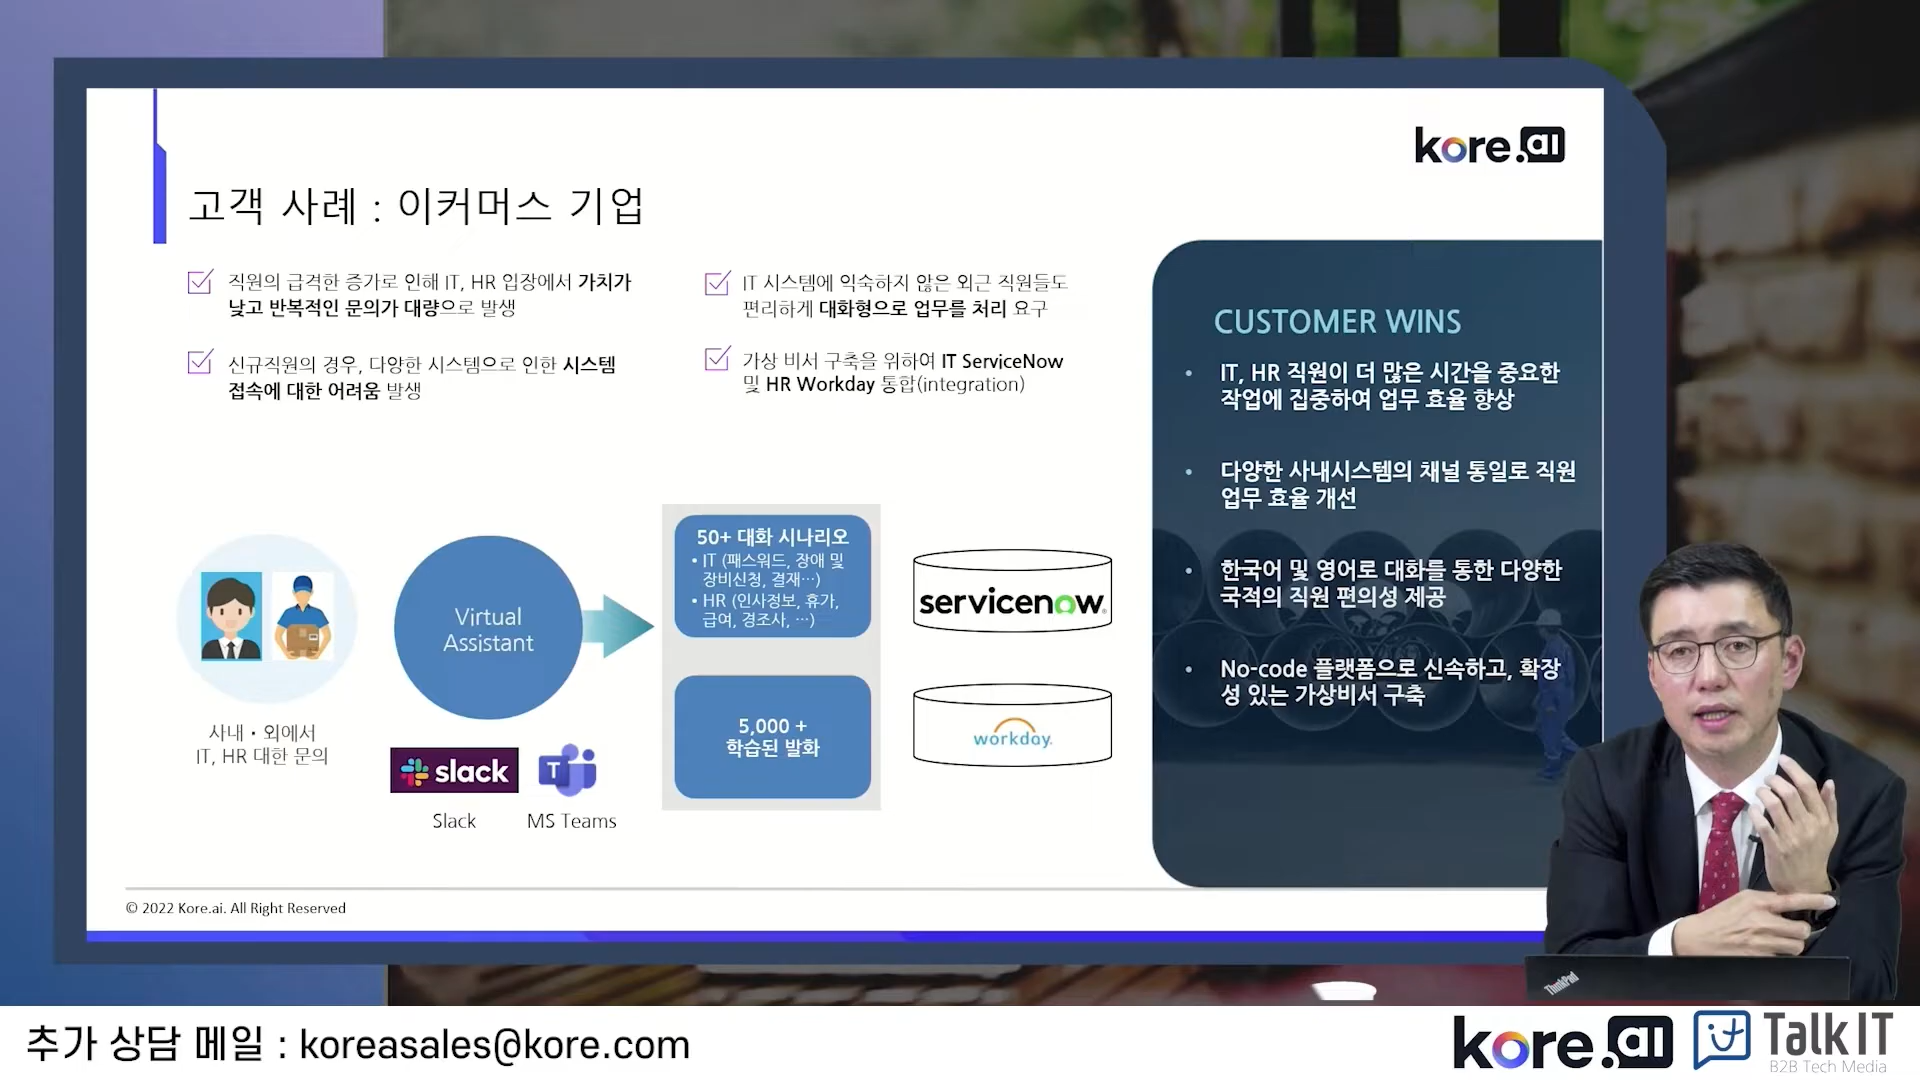 kore.ai
고객 사례 : 이커머스 기업
직원의 급격한 증가로 인해 IT, HR 입장에서 가치가
낮고 반복적인 문의가 대량으로 발생
신규직원의 경우, 다양한 시스템으로 인한 시스템
접속에 대한 어려움 발생
IT 시스템에 익숙하지 않은 외근 직원들도
편리하게 대화형으로 업무를 처리 요구
가상 비서 구축을 위하여 IT ServiceNow
및 HR Workday 통합(integration)
사내・외에서
IT, HR 대한 문의
Virtual
Assistant
slack
T
Slack
MS Teams
50+ 대화 시나리오
• IT (패스워드, 장애 및
장비신청, 결재…)
• HR (인사정보, 휴가,
급여, 경조사, …)
5,000 +
학습된 발화
servicenow
workday.
CUSTOMER WINS
• IT, HR 직원이 더 많은 시간을 중요한
작업에 집중하여 업무 효율 향상
• 다양한 사내시스템의 채널 통일로 직원
업무 효율 개선
• 한국어 및 영어로 대화를 통한 다양한
국적의 직원 편의성 제공
• No-code 플랫폼으로 신속하고, 확장
성 있는 가상비서 구축
© 2022 Kore.ai. All Right Reserved
ThinkPad
추가 상담 메일 : koreasales@kore.com
kore.ai
it
Talk IT
B2B Tech Media